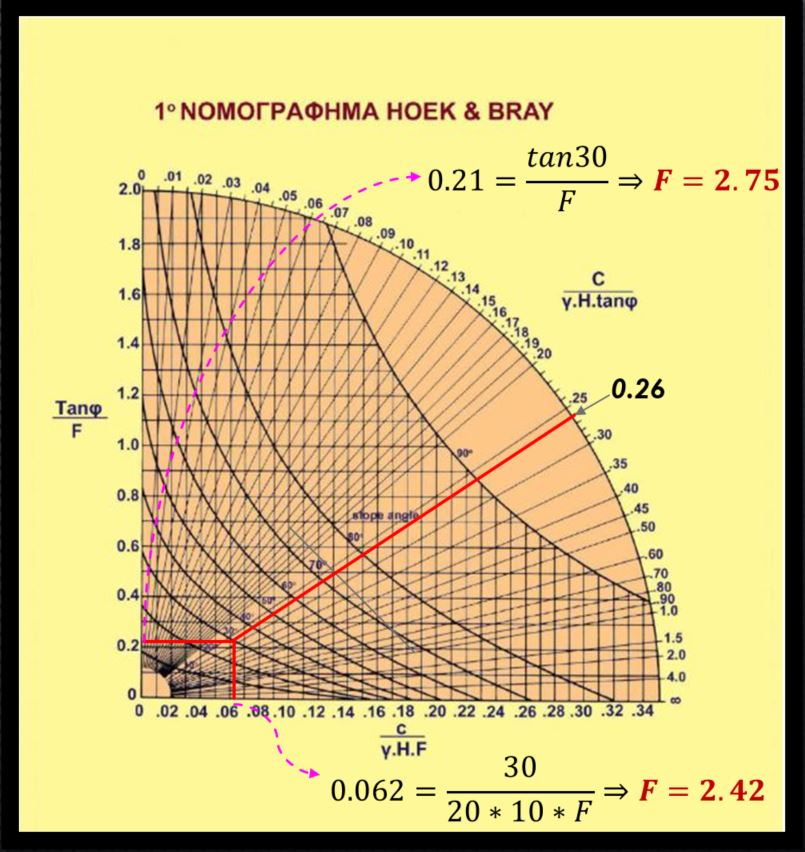 1º ΝΟΜΟΓΡΑΦΗΜΑ HOEK & BRAY
0.21 = tan30 / F ⇒ F = 2.75
0 .01 .02 .03 .04 .05 .06 .07 .08 .09 .10 .11 .12 .13 .14 .15 .16 .17 .18 .19 .20 .25 .30 .35 .40 .45 .50 .60 .70 .80 .90 1.0 1.5 2.0 4.0 ∞
C
γ.H.tanφ
0.26
2.0
1.8
1.6
1.4
1.2
1.0
0.8
0.6
0.4
0.2
0
Tanφ
F
90°
slope angle
80°
70°
60°
50°
0 .02 .04 .06 .08 .10 .12 .14 .16 .18 .20 .22 .24 .26 .28 .30 .32 .34
c
γ.H.F
0.062 = 30 / 20 * 10 * F ⇒ F = 2.42